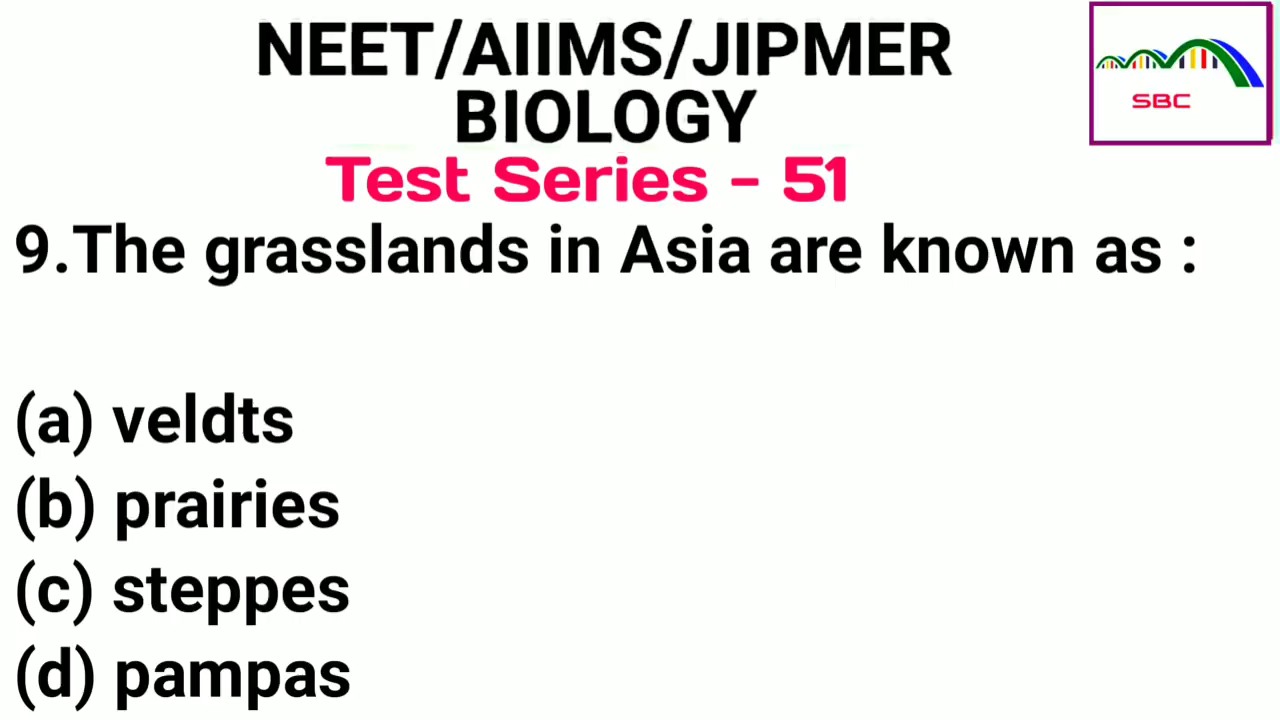 NEET/AIIMS/JIPMER
BIOLOGY
SBC
Test Series - 51
9.The grasslands in Asia are known as :
(a) veldts
(b) prairies
(c) steppes
(d) pampas